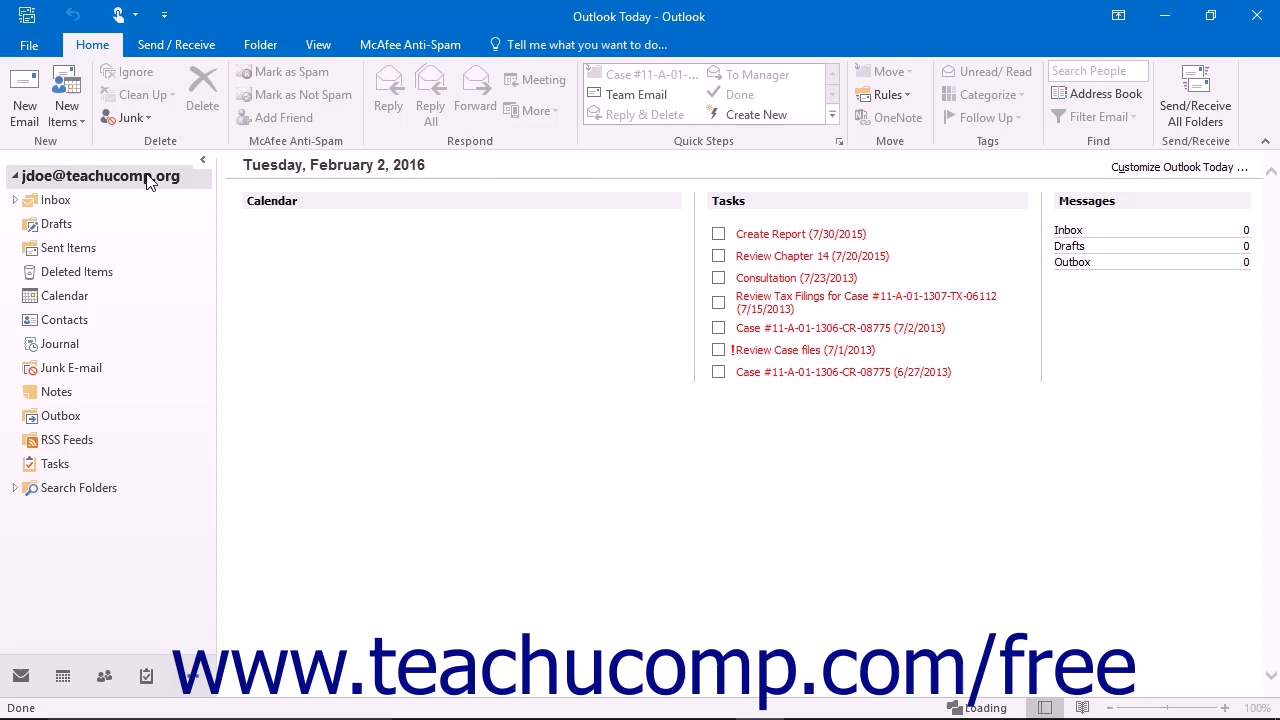 Outlook Today - Outlook
File Home Send / Receive Folder View McAfee Anti-Spam Tell me what you want to do...
New Email
New Items
New
Ignore
Clean Up
Junk
Delete
Delete
Mark as Spam
Mark as Not Spam
Add Friend
McAfee Anti-Spam
Reply
Reply All
Forward
Meeting
More
Respond
Case #11-A-01-...
Team Email
Reply & Delete
To Manager
Done
Create New
Quick Steps
Move
Rules
OneNote
Move
Unread/ Read
Categorize
Follow Up
Tags
Search People
Address Book
Filter Email
Find
Send/Receive All Folders
Send/Receive
jdoe@teachucomp.org
Inbox
Drafts
Sent Items
Deleted Items
Calendar
Contacts
Journal
Junk E-mail
Notes
Outbox
RSS Feeds
Tasks
Search Folders
Tuesday, February 2, 2016
Customize Outlook Today ...
Calendar
Tasks
Create Report (7/30/2015)
Review Chapter 14 (7/20/2015)
Consultation (7/23/2013)
Review Tax Filings for Case #11-A-01-1307-TX-06112
(7/15/2013)
Case #11-A-01-1306-CR-08775 (7/2/2013)
!Review Case files (7/1/2013)
Case #11-A-01-1306-CR-08775 (6/27/2013)
Messages
Inbox 0
Drafts 0
Outbox 0
www.teachucomp.com/free
Done
Loading
100%